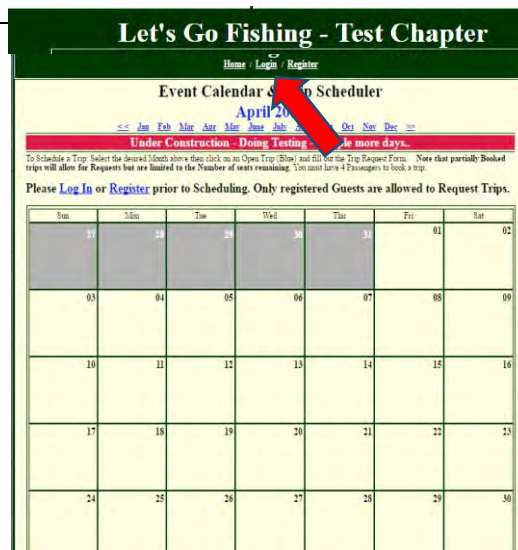 Let's Go Fishing - Test Chapter
Home / Login / Register
Event Calendar & Scheduler
April
<< Jan Feb Mar Apr May June July Oct Nov Dec >>
Under Construction - Doing Testing - more days..
To Schedule a Trip: Select the desired Month above then click on an Open Trip (Blue) and fill out the Trip Request Form. Note that partially Booked
trips will allow for Requests but are limited to the Number of seats remaining. You must have 4 Passengers to book a trip.
Please Log In or Register prior to Scheduling. Only registered Guests are allowed to Request Trips.
Sun Mon Tue Wed Thu Fri Sat
27 28 29 30 31 01 02
03 04 05 06 07 08 09
10 11 12 13 14 15 16
17 18 19 20 21 22 23
24 25 26 27 28 29 30